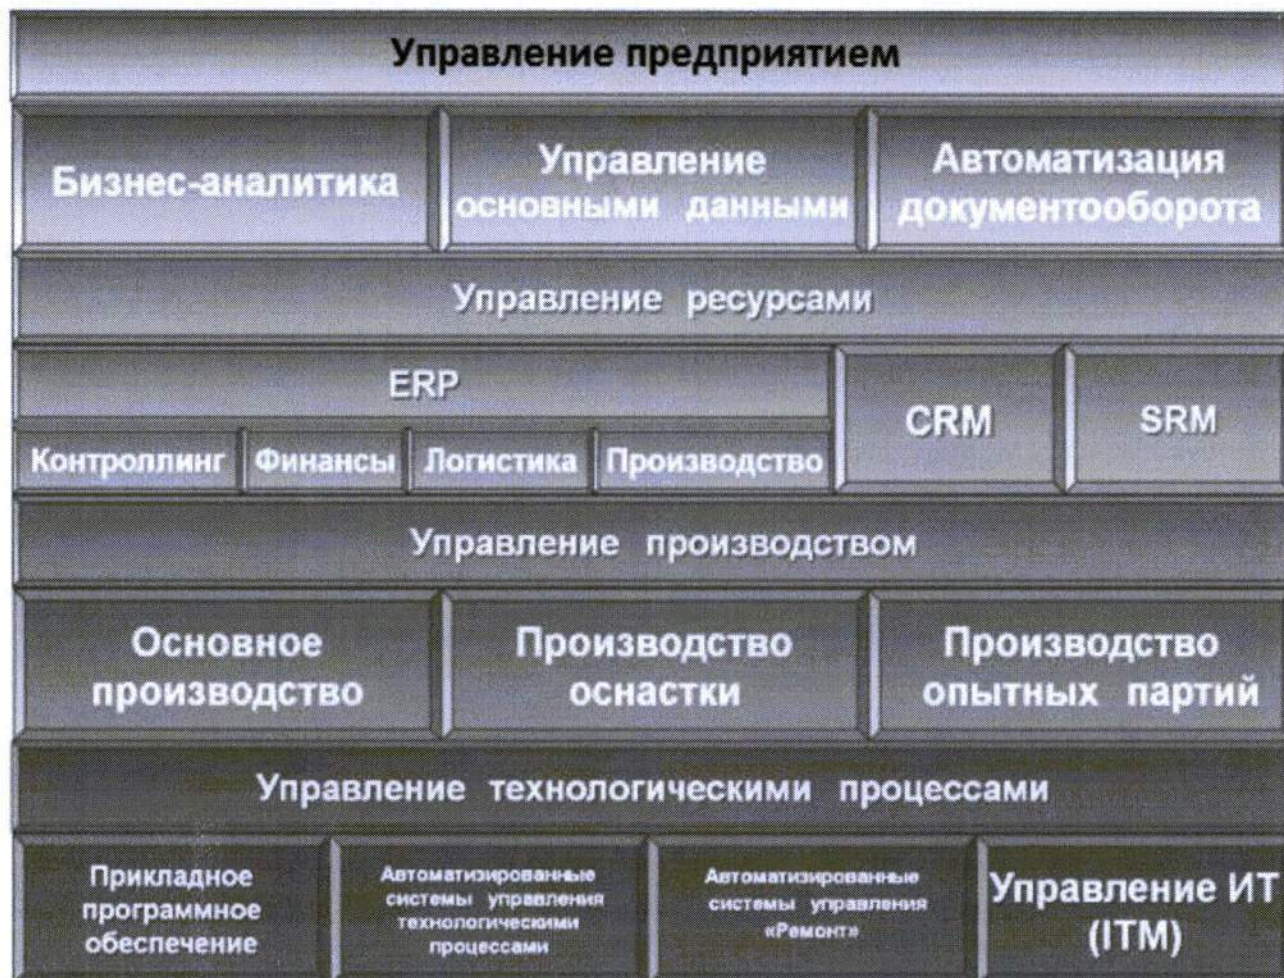 Управление предприятием
Бизнес-аналитика
Управление
основными данными
Автоматизация
документооборота
Управление ресурсами
ERP
CRM
SRM
Контроллинг
Финансы
Логистика
Производство
Управление производством
Основное
производство
Производство
оснастки
Производство
опытных партий
Управление технологическими процессами
Прикладное
программное
обеспечение
Автоматизированные
системы управления
технологическими
процессами
Автоматизированные
системы управления
«Ремонт»
Управление ИТ
(ITM)